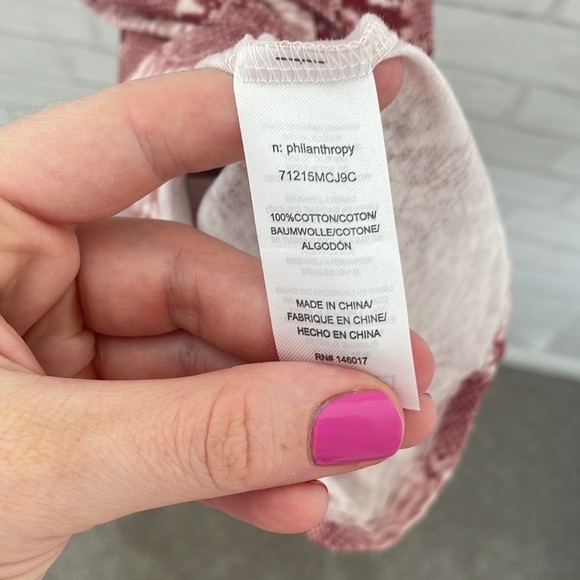 n: philanthropy
71215MCJ9C
100%COTTON/COTON/
BAUMWOLLE/COTONE/
ALGODÓN
MADE IN CHINA/
FABRIQUE EN CHINE/
HECHO EN CHINA
RN# 146017